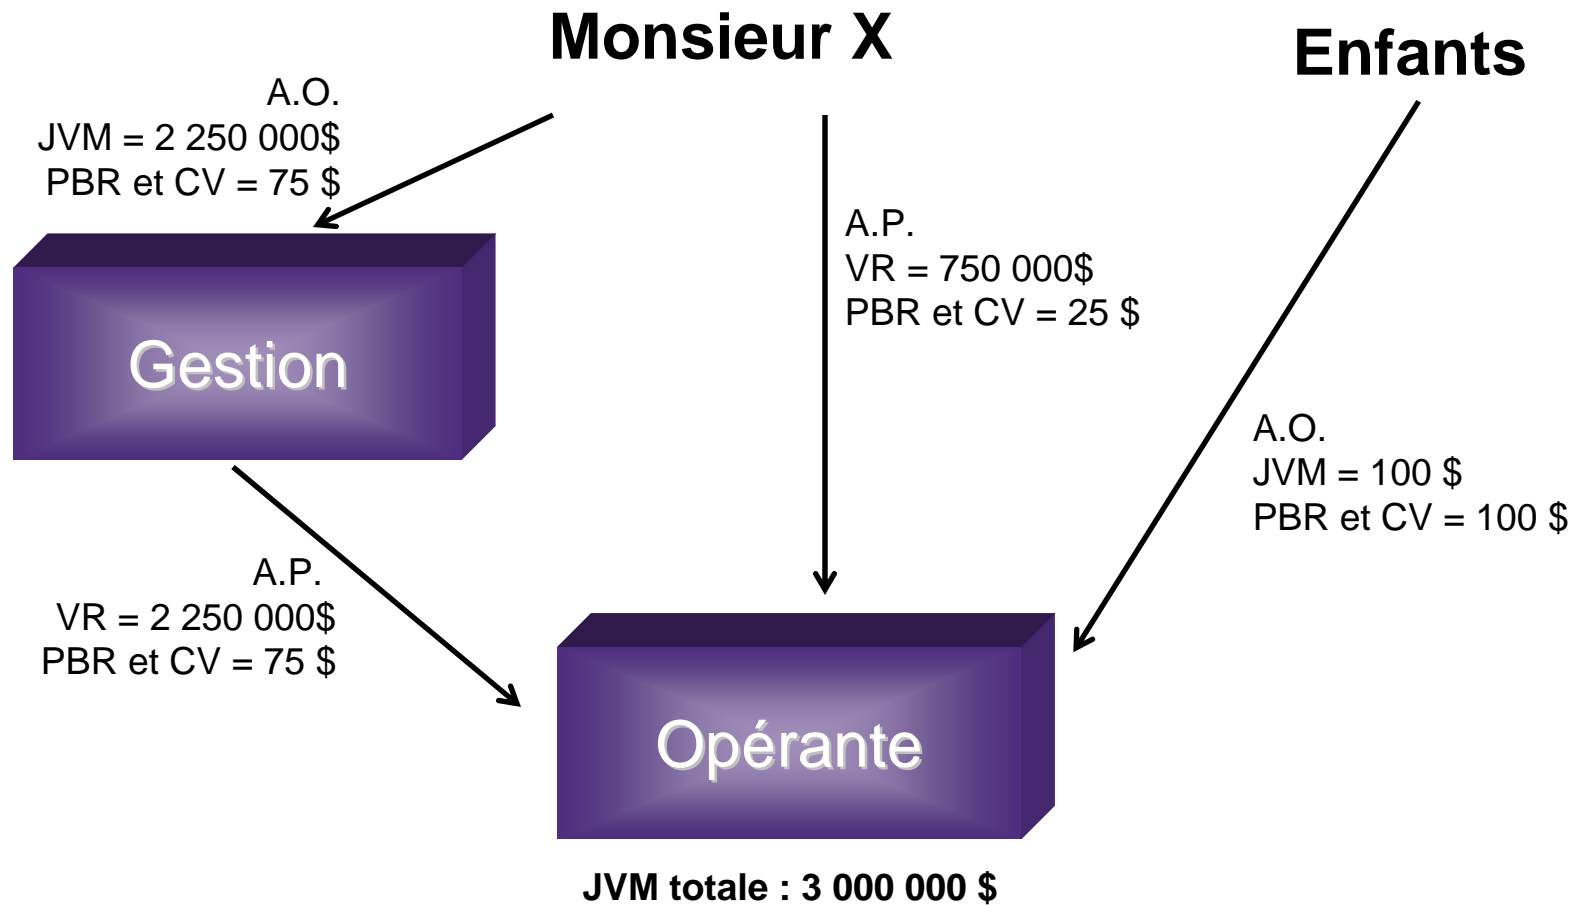 Monsieur X
Enfants
A.O.
JVM = 2 250 000$
PBR et CV = 75 $
A.P.
VR = 750 000$
PBR et CV = 25 $
Gestion
A.O.
JVM = 100 $
PBR et CV = 100 $
A.P.
VR = 2 250 000$
PBR et CV = 75 $
Opérante
JVM totale : 3 000 000 $